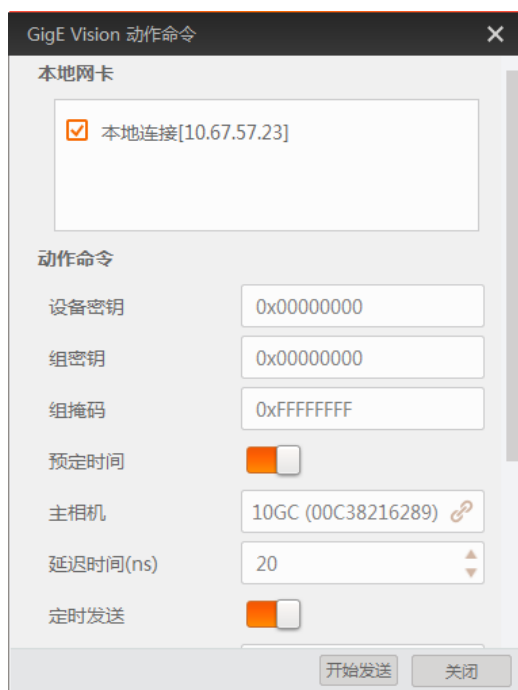 GigE Vision 动作命令
本地网卡
本地连接[10.67.57.23]
动作命令
设备密钥 0x00000000
组密钥 0x00000000
组掩码 0xFFFFFFFF
预定时间
主相机 10GC (00C38216289)
延迟时间(ns) 20
定时发送
开始发送 关闭